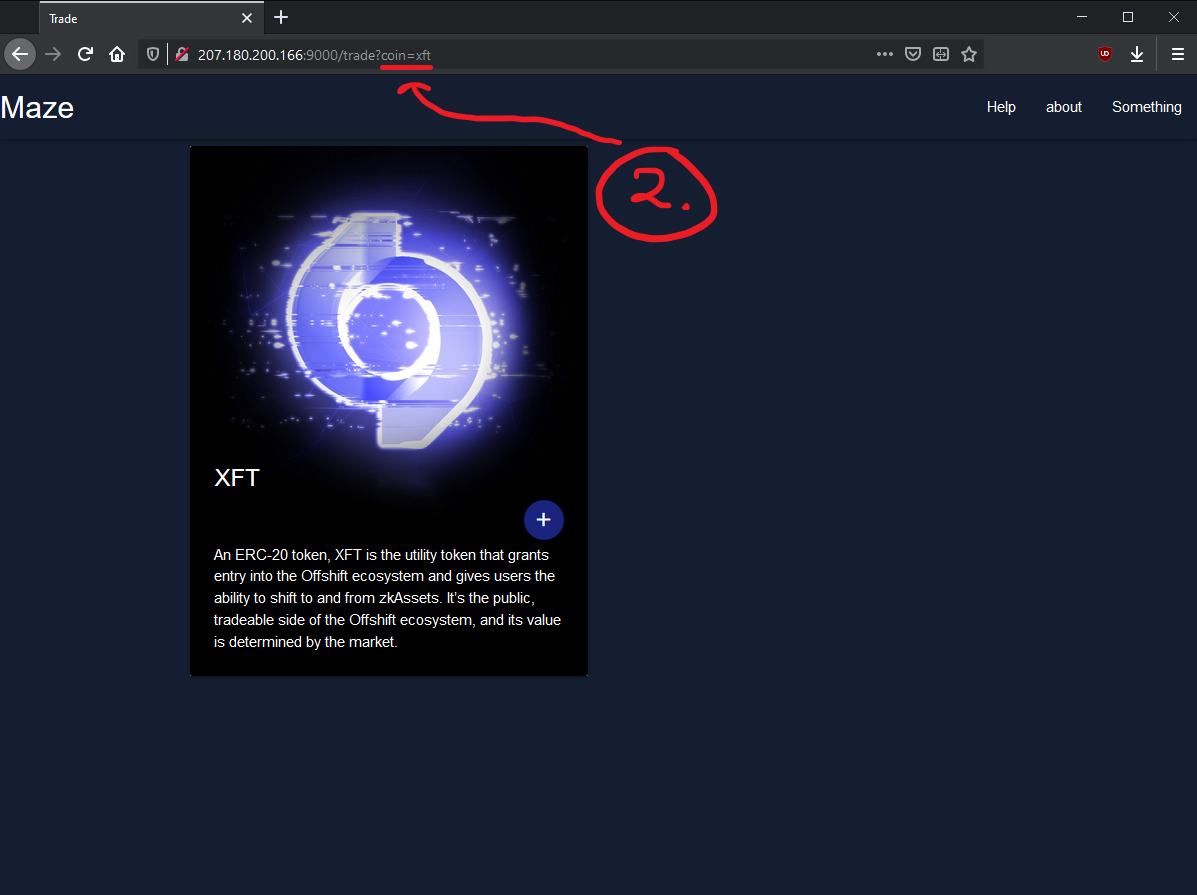 Trade
207.180.200.166:9000/trade?coin=xft
Maze
Help about Something
2.
XFT
+
An ERC-20 token, XFT is the utility token that grants
entry into the Offshift ecosystem and gives users the
ability to shift to and from zkAssets. It's the public,
tradeable side of the Offshift ecosystem, and its value
is determined by the market.